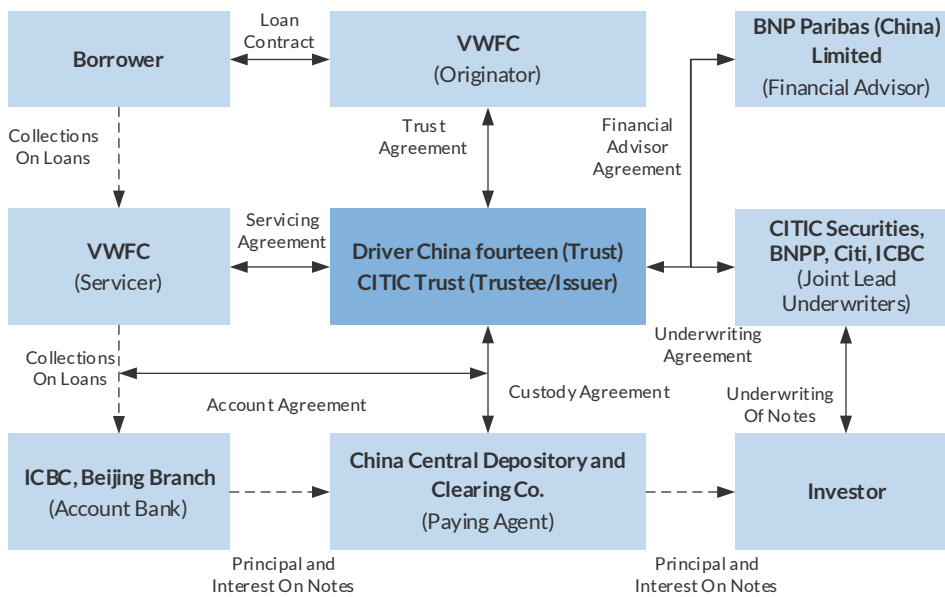 Borrower
Loan
Contract
VWFC
(Originator)
BNP Paribas (China)
Limited
(Financial Advisor)
Collections
On Loans
Trust
Agreement
Financial
Advisor
Agreement
VWFC
(Servicer)
Servicing
Agreement
Driver China fourteen (Trust)
CITIC Trust (Trustee/Issuer)
CITIC Securities,
BNPP, Citi, ICBC
(Joint Lead
Underwriters)
Collections
On Loans
Account Agreement
Custody Agreement
Underwriting
Agreement
Underwriting
Of Notes
ICBC, Beijing Branch
(Account Bank)
China Central Depository and
Clearing Co.
(Paying Agent)
Investor
Principal and
Interest On Notes
Principal and
Interest On Notes